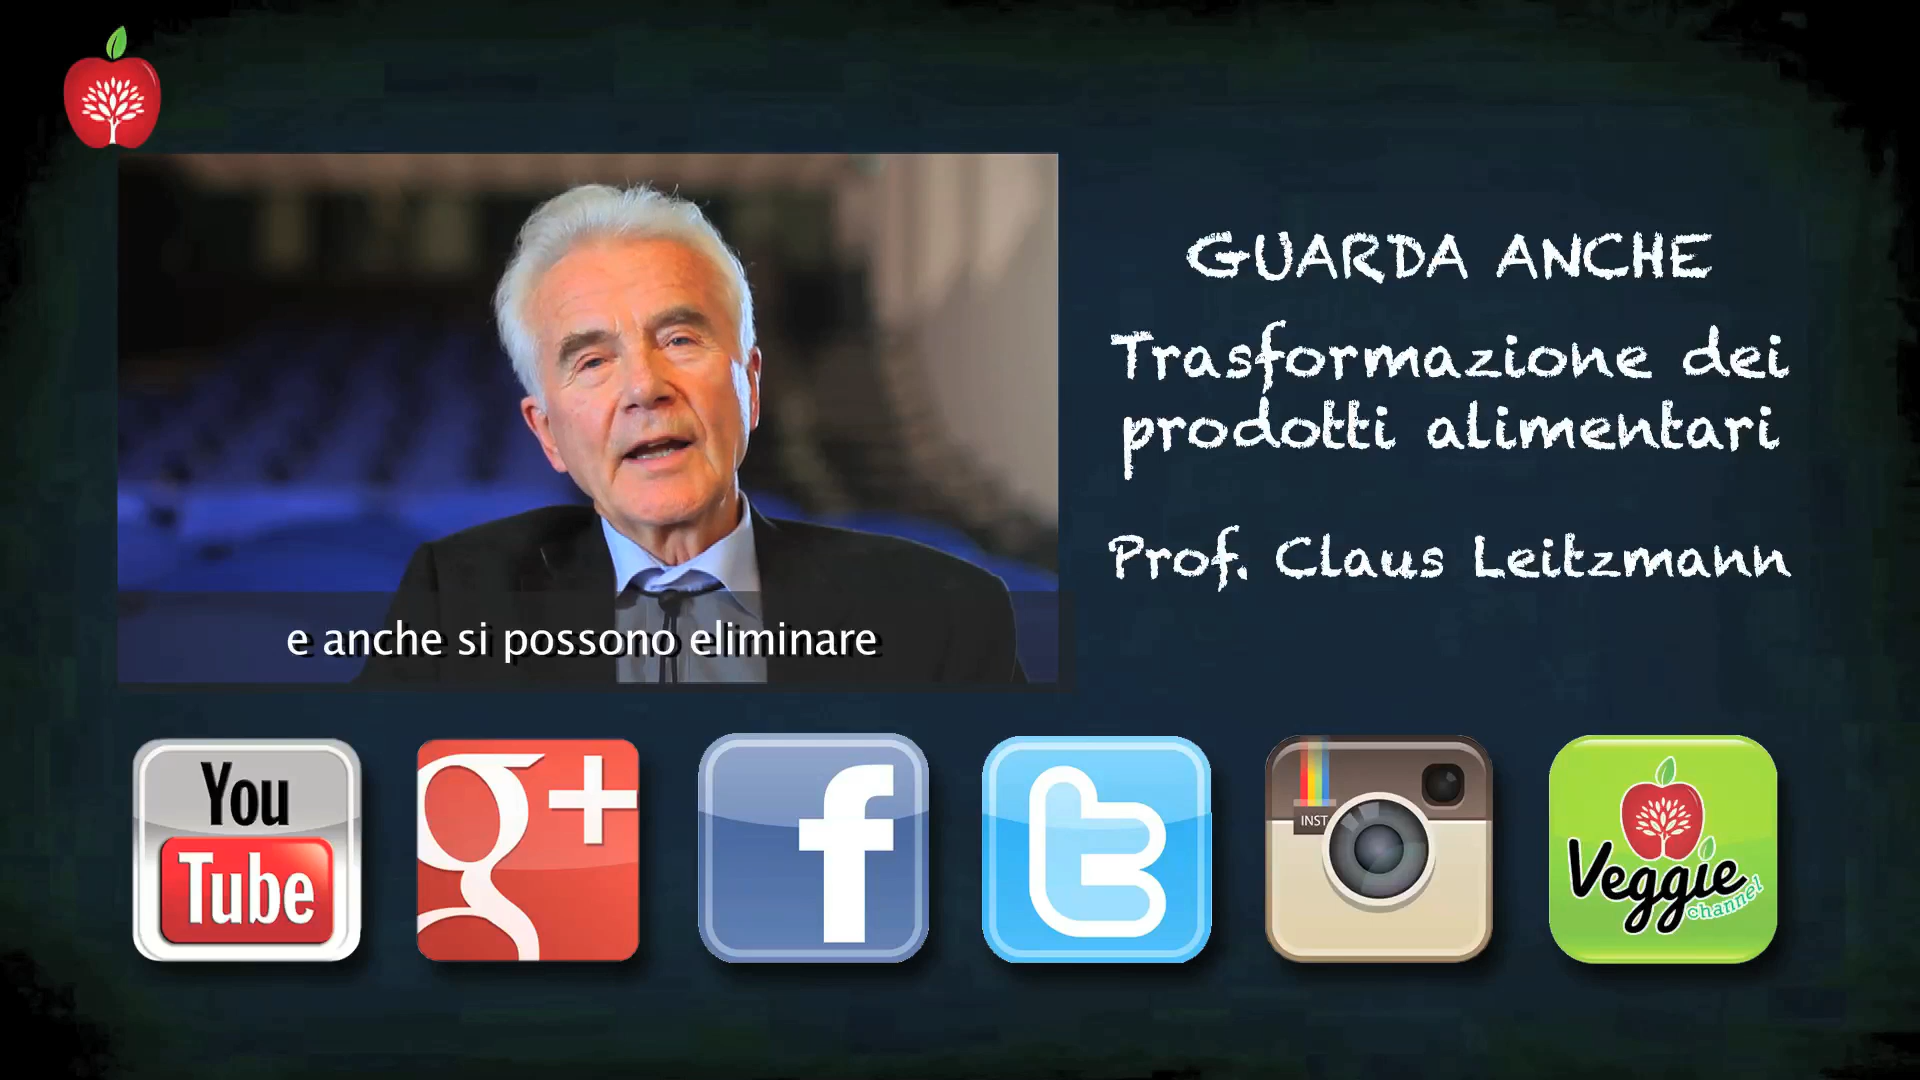 GUARDA ANCHE
Trasformazione dei
prodotti alimentari
Prof. Claus Leitzmann
e anche si possono eliminare
You
Tube
g+
f
t
INST
Veggie
channel